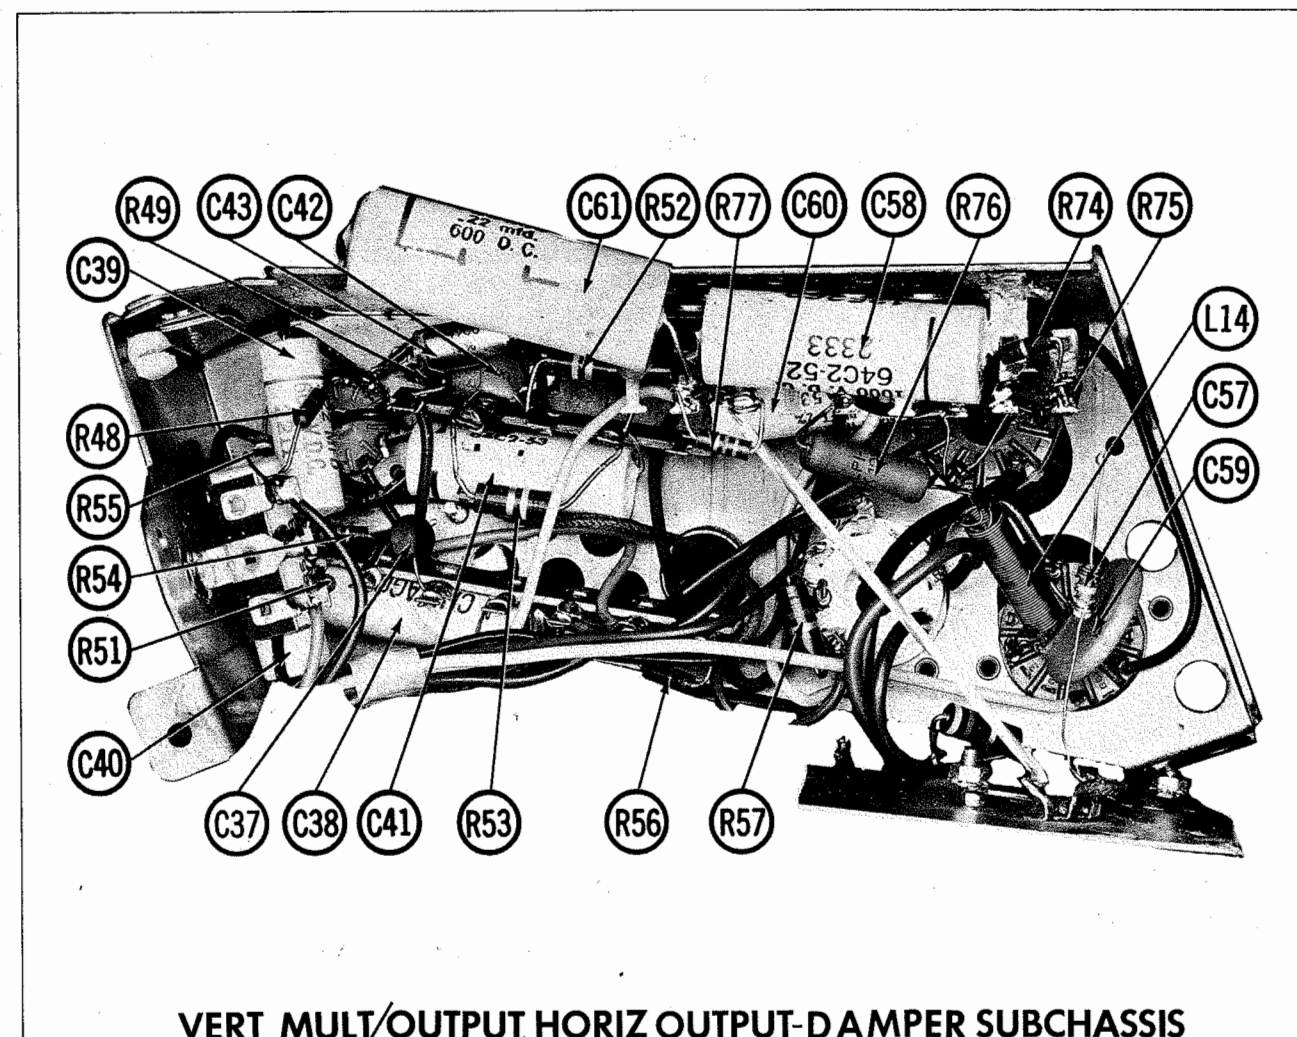 R49 C43 C42 C61 R52 R77 C60 C58 R76 R74 R75
.22 mfd.
600 D. C.
C39
L14
2333
64C2-52
C57
R48
C59
R55
R54
R51
C40
C37 C38 C41 R53 R56 R57
VERT MULT/OUTPUT HORIZ OUTPUT-DAMPER SUBCHASSIS